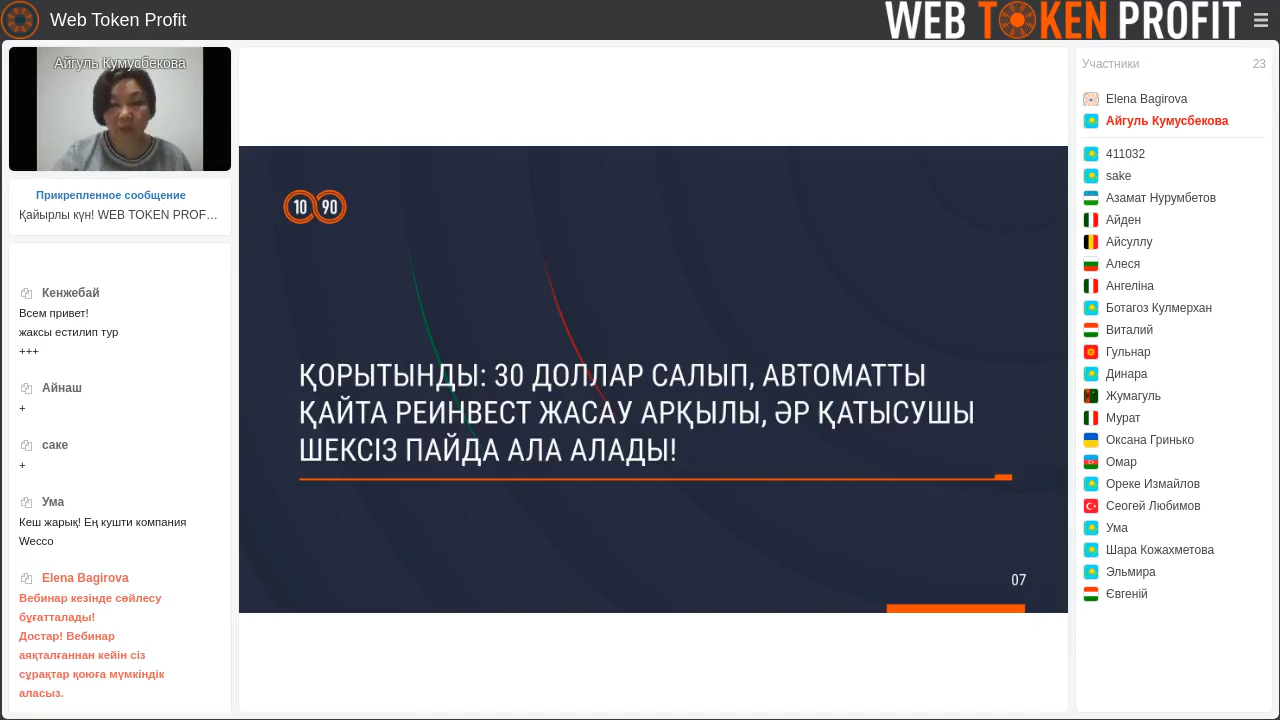 Web Token Profit
WEB TOKEN PROFIT
Айгуль Кумусбекова
Прикрепленное сообщение
Қайырлы күн! WEB TOKEN PROF…
Кенжебай
Всем привет!
жаксы естилип тур
+++
Айнаш
+
саке
+
Ума
Кеш жарық! Ең кушти компания
Wecco
Elena Bagirova
Вебинар кезінде сөйлесу
бұғатталады!
Достар! Вебинар
аяқталғаннан кейін сіз
сұрақтар қоюға мүмкіндік
аласыз.
10 90
ҚОРЫТЫНДЫ: 30 ДОЛЛАР САЛЫП, АВТОМАТТЫ
ҚАЙТА РЕИНВЕСТ ЖАСАУ АРҚЫЛЫ, ӘР ҚАТЫСУШЫ
ШЕКСІЗ ПАЙДА АЛА АЛАДЫ!
07
Участники 23
Elena Bagirova
Айгуль Кумусбекова
411032
sake
Азамат Нурумбетов
Айден
Айсуллу
Алеся
Ангеліна
Ботагоз Кулмерхан
Виталий
Гульнар
Динара
Жумагуль
Мурат
Оксана Гринько
Омар
Ореке Измайлов
Сеогей Любимов
Ума
Шара Кожахметова
Эльмира
Євгеній